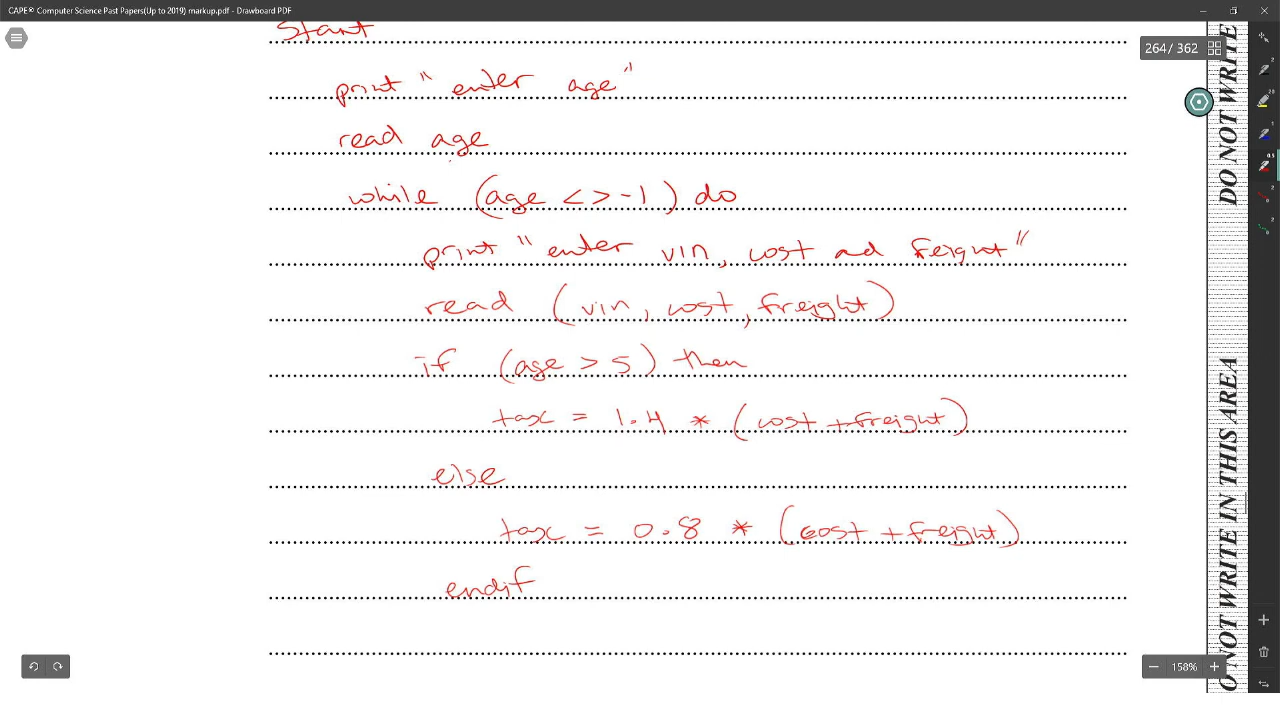 CAPE® Computer Science Past Papers(Up to 2019) markup.pdf - Drawboard PDF
Start
264 / 362
print "enter age"
read age
while (age <> -1) do
print "enter vin, cost and freight"
read (vin, cost, freight)
if (age > 5) then
tax = 1.4 * (cost + freight)
else
tax = 0.8 * (cost + freight)
endif
158%
DO NOT WRITE
DO NOT WRITE IN THIS AREA